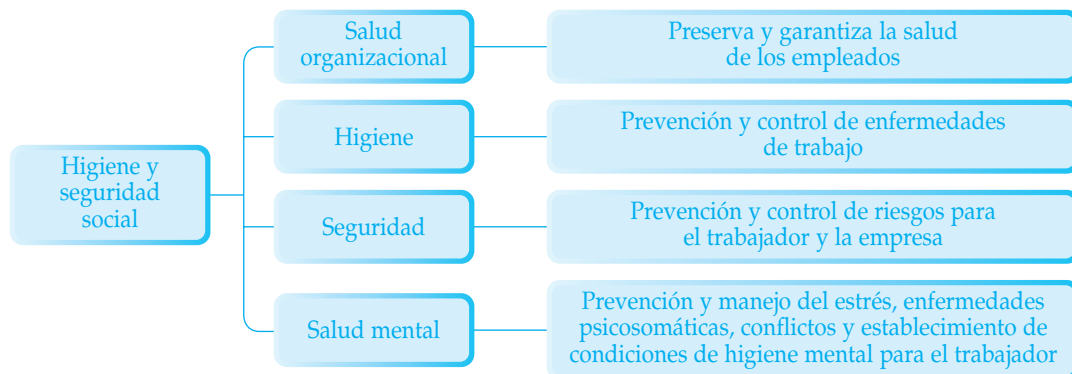 Higiene y
seguridad
social
Salud
organizacional
Preserva y garantiza la salud
de los empleados
Higiene
Prevención y control de enfermedades
de trabajo
Seguridad
Prevención y control de riesgos para
el trabajador y la empresa
Salud mental
Prevención y manejo del estrés, enfermedades
psicosomáticas, conflictos y establecimiento de
condiciones de higiene mental para el trabajador